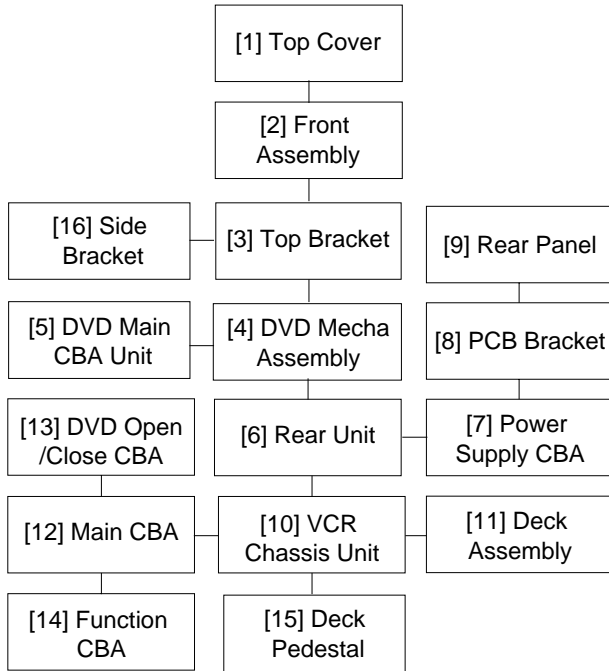 [1] Top Cover
[2] Front
Assembly
[16] Side
Bracket
[3] Top Bracket
[9] Rear Panel
[5] DVD Main
CBA Unit
[4] DVD Mecha
Assembly
[8] PCB Bracket
[13] DVD Open
/Close CBA
[6] Rear Unit
[7] Power
Supply CBA
[12] Main CBA
[10] VCR
Chassis Unit
[11] Deck
Assembly
[14] Function
CBA
[15] Deck
Pedestal